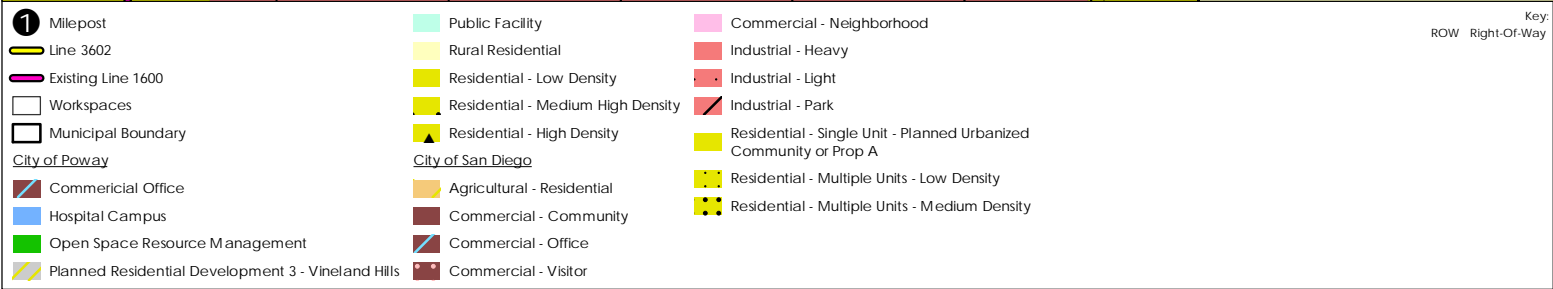 1 Milepost
Line 3602
Existing Line 1600
Workspaces
Municipal Boundary
City of Poway
Commericial Office
Hospital Campus
Open Space Resource Management
Planned Residential Development 3 - Vineland Hills
Public Facility
Rural Residential
Residential - Low Density
Residential - Medium High Density
Residential - High Density
City of San Diego
Agricultural - Residential
Commercial - Community
Commercial - Office
Commercial - Visitor
Commercial - Neighborhood
Industrial - Heavy
Industrial - Light
Industrial - Park
Residential - Single Unit - Planned Urbanized
Community or Prop A
Residential - Multiple Units - Low Density
Residential - Multiple Units - Medium Density
Key:
ROW Right-Of-Way